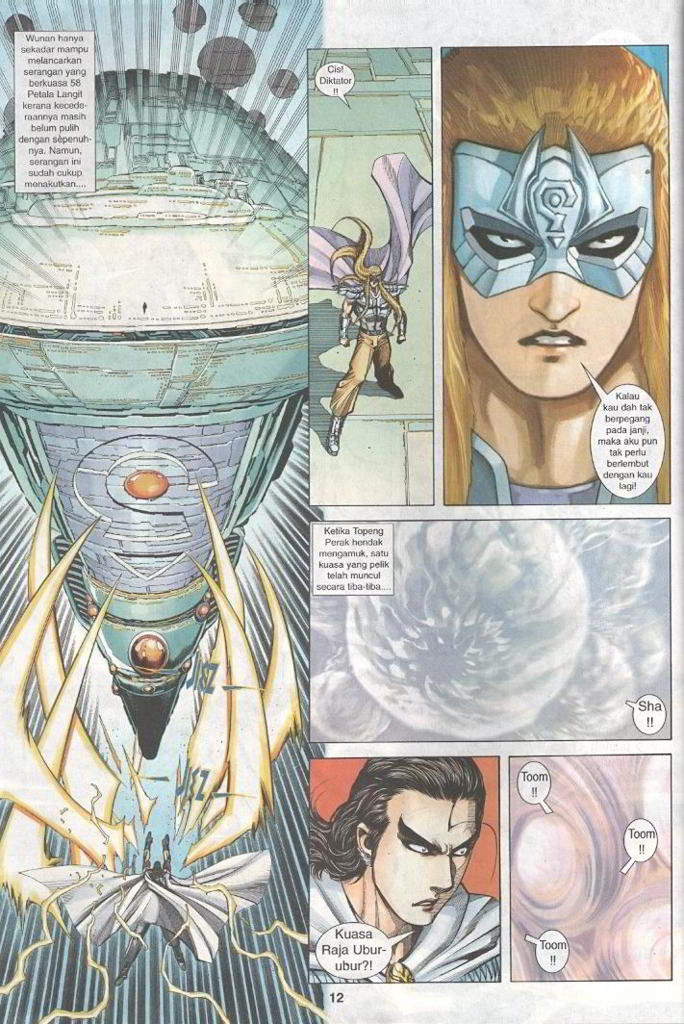 Wunan hanya
sekadar mampu
melancarkan
serangan yang
berkuasa 58
Petala Langit
kerana kecede-
raannya masih
belum pulih
dengan sepenuh-
nya. Namun,
serangan ini
sudah cukup
menakutkan....
Cis!
Diktator
!!
Kalau
kau dah tak
berpegang
pada janji,
maka aku pun
tak perlu
berlembut
dengan kau
lagi!
Ketika Topeng
Perak hendak
mengamuk, satu
kuasa yang pelik
telah muncul
secara tiba-tiba....
Sha
!!
Kuasa
Raja Ubur-
ubur?!
Toom
!!
Toom
!!
Toom
!!
12